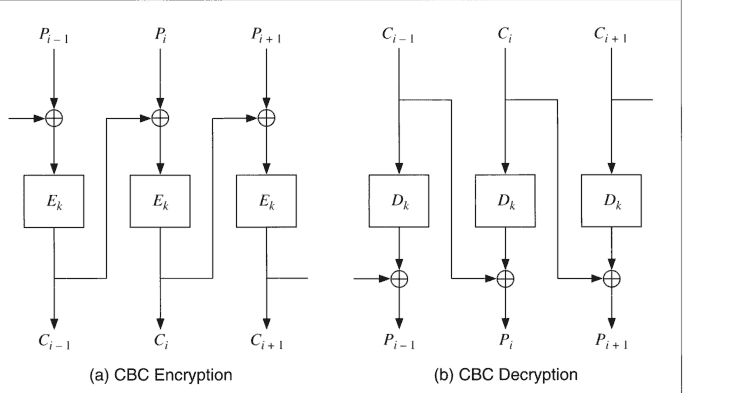 P_{i-1} P_i P_{i+1}
E_k E_k E_k
C_{i-1} C_i C_{i+1}
(a) CBC Encryption
C_{i-1} C_i C_{i+1}
D_k D_k D_k
P_{i-1} P_i P_{i+1}
(b) CBC Decryption